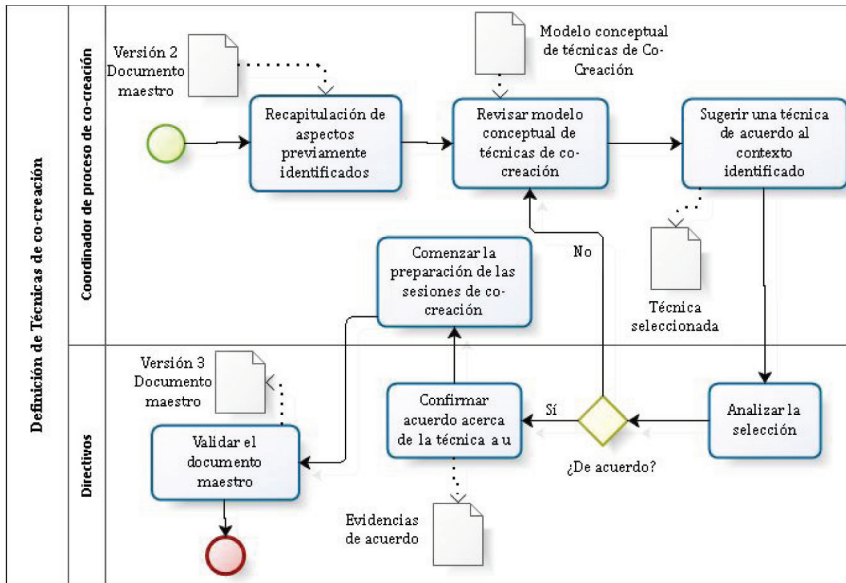 Definición de Técnicas de co-creación
Coordinador de proceso de co-creación
Versión 2
Documento
maestro
Recapitulación de
aspectos
previamente
identificados
Modelo conceptual
de técnicas de Co-
Creación
Revisar modelo
conceptual de
técnicas de co-
creación
Sugerir una técnica
de acuerdo al
contexto
identificado
Técnica
seleccionada
No
Comenzar la
preparación de las
sesiones de co-
creación
Directivos
Versión 3
Documento
maestro
Validar el
documento
maestro
Confirmar
acuerdo acerca
de la técnica a u
Evidencias
de acuerdo
Sí
¿De acuerdo?
Analizar la
selección